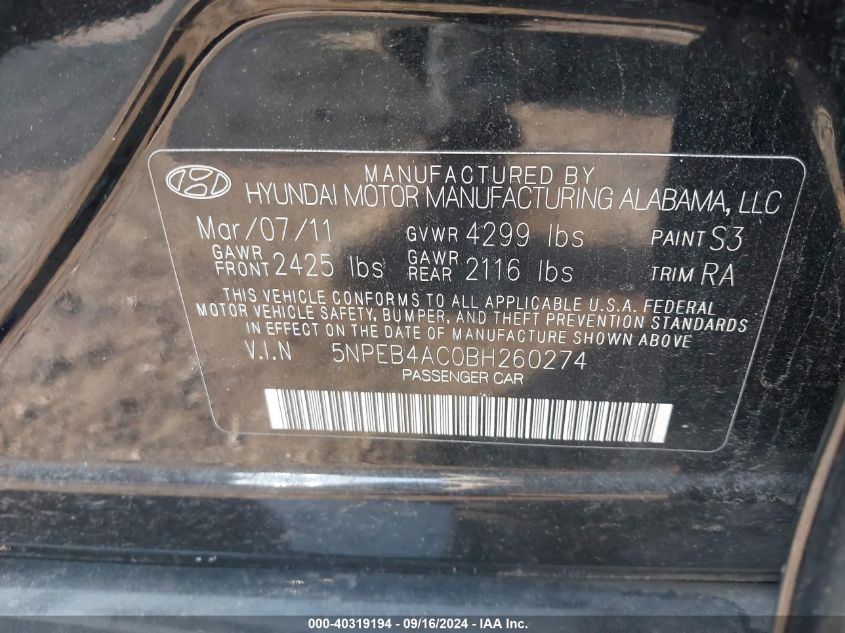 MANUFACTURED BY
HYUNDAI MOTOR MANUFACTURING ALABAMA, LLC
Mar/07/11 GVWR 4299 lbs PAINT S3
GAWR FRONT 2425 lbs GAWR REAR 2116 lbs TRIM RA
THIS VEHICLE CONFORMS TO ALL APPLICABLE U.S.A. FEDERAL
MOTOR VEHICLE SAFETY, BUMPER, AND THEFT PREVENTION STANDARDS
IN EFFECT ON THE DATE OF MANUFACTURE SHOWN ABOVE
V.I.N 5NPEB4AC0BH260274
PASSENGER CAR
000-40319194 - 09/16/2024 - IAA Inc.